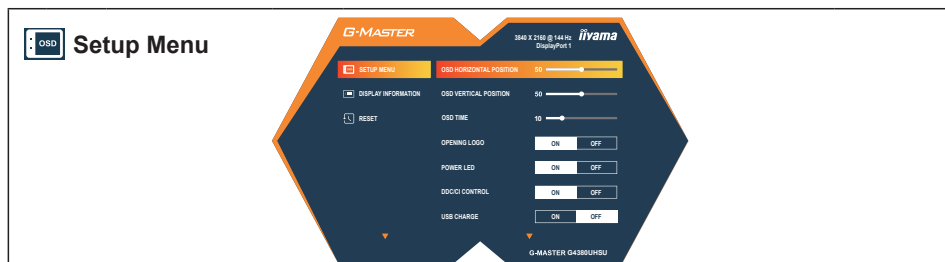 OSD Setup Menu
G-MASTER
3840 X 2160 @ 144 Hz
DisplayPort 1
iiyama
SETUP MENU
OSD HORIZONTAL POSITION 50
DISPLAY INFORMATION
OSD VERTICAL POSITION 50
RESET
OSD TIME 10
OPENING LOGO ON OFF
POWER LED ON OFF
DDC/CI CONTROL ON OFF
USB CHARGE ON OFF
G-MASTER G4380UHSU